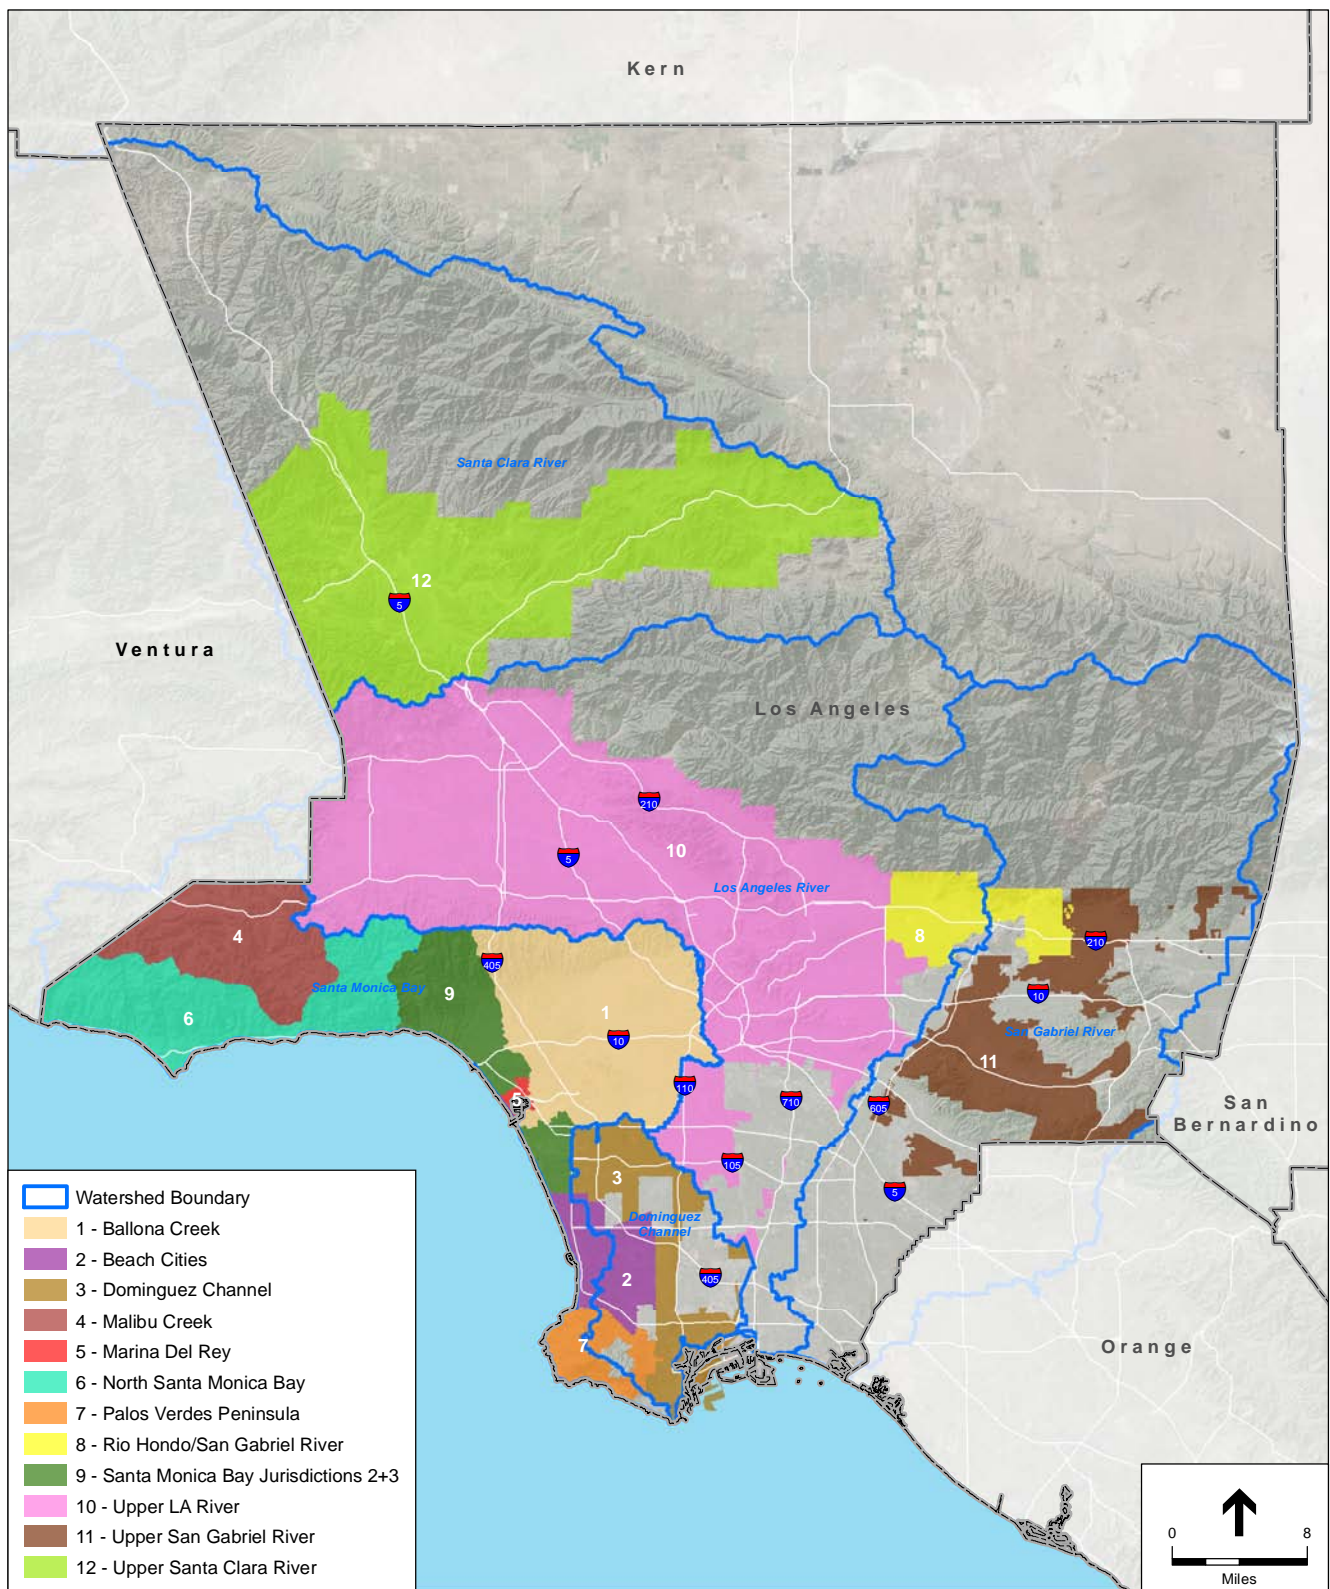 Kern
Santa Clara River
12
5
Ventura
Los Angeles
210
5
10
Los Angeles River
4
8
210
405
9
Santa Monica Bay
10
6
1
San Gabriel River
10
11
110
5
710
605
San
Bernardino
105
3
5
Dominguez
Channel
2
405
7
Orange
Watershed Boundary
1 - Ballona Creek
2 - Beach Cities
3 - Dominguez Channel
4 - Malibu Creek
5 - Marina Del Rey
6 - North Santa Monica Bay
7 - Palos Verdes Peninsula
8 - Rio Hondo/San Gabriel River
9 - Santa Monica Bay Jurisdictions 2+3
10 - Upper LA River
11 - Upper San Gabriel River
12 - Upper Santa Clara River
0 8
Miles